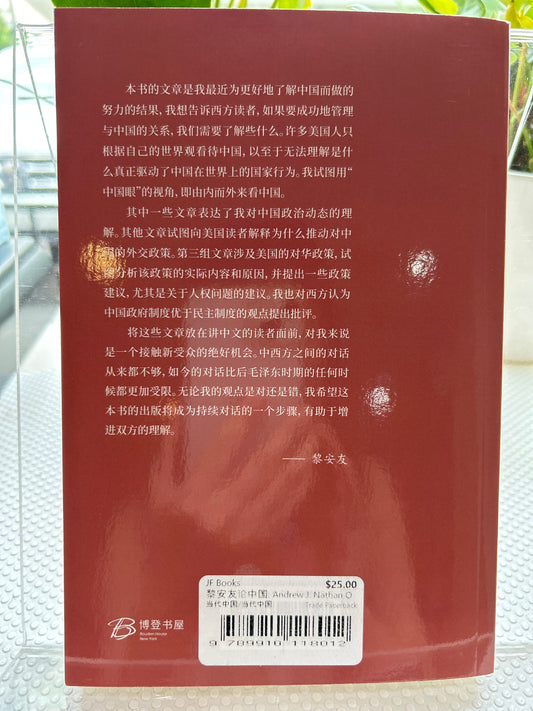 本书的文章是我最近为更好地了解中国而做的
努力的结果，我想告诉西方读者，如果要成功地管理
与中国的关系，我们需要了解些什么。许多美国人只
根据自己的世界观看待中国，以至于无法理解是什
么真正驱动了中国在世界上的国家行为。我试图用“
中国眼”的视角，即由内而外来看中国。
其中一些文章表达了我对中国政治动态的理
解。其他文章试图向美国读者解释为什么推动对中
的外交政策。第三组文章涉及美国的对华政策，试
分析该政策的实际内容和原因，并提出一些政策
建议，尤其是关于人权问题的建议。我也对西方认为
中国政府制度优于民主制度的观点提出批评。
将这些文章放在讲中文的读者面前，对我来说
是一个接触新受众的绝好机会。中西方之间的对话
从来都不够，如今的对话比后毛泽东时期的任何时
候都更加受限。无论我的观点是对还是错，我希望这
本书的出版将成为持续对话的一个步骤，有助于增
进双方的理解。
—— 黎安友
JF Books $25.00
黎安友论中国: Andrew J. Nathan O
当代中国/当代中国 Trade Paperback
9 789910 118012
博登书屋
Bouden House
New York